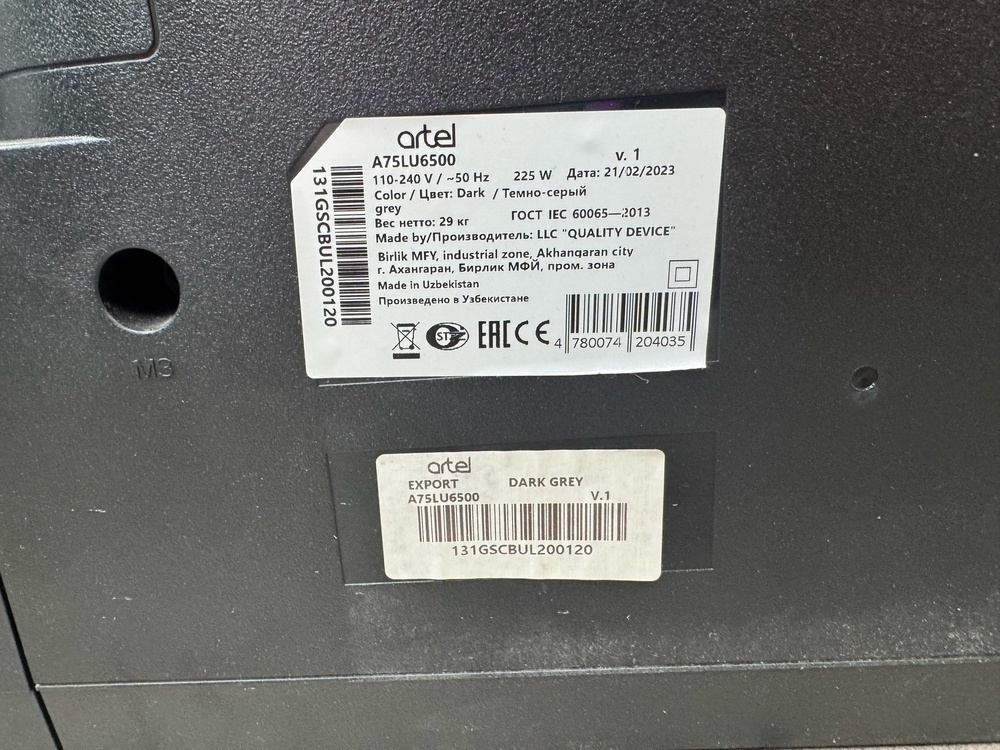 artel
A75LU6500 v. 1
110-240 V / ~50 Hz 225 W Дата: 21/02/2023
Color / Цвет: Dark / Темно-серый
grey
Вес нетто: 29 кг ГОСТ IEC 60065—2013
Made by/Производитель: LLC "QUALITY DEVICE"
Birlik MFY, industrial zone, Akhangaran city
г. Ахангаран, Бирлик МФЙ, пром. зона
Made in Uzbekistan
Произведено в Узбекистане
EAC CE
4 780074 204035
131GSCBUL200120
M3
artel
EXPORT DARK GREY
A75LU6500 V.1
131GSCBUL200120